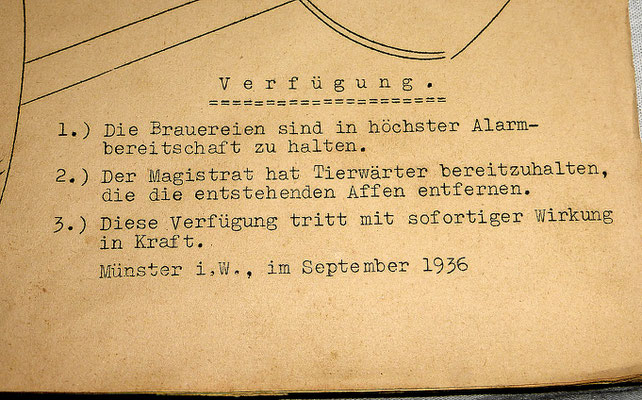 V e r f ü g u n g .
=====================
1.) Die Brauereien sind in höchster Alarm-
bereitschaft zu halten.
2.) Der Magistrat hat Tierwärter bereitzuhalten,
die die entstehenden Affen entfernen.
3.) Diese Verfügung tritt mit sofortiger Wirkung
in Kraft.
Münster i.W., im September 1936